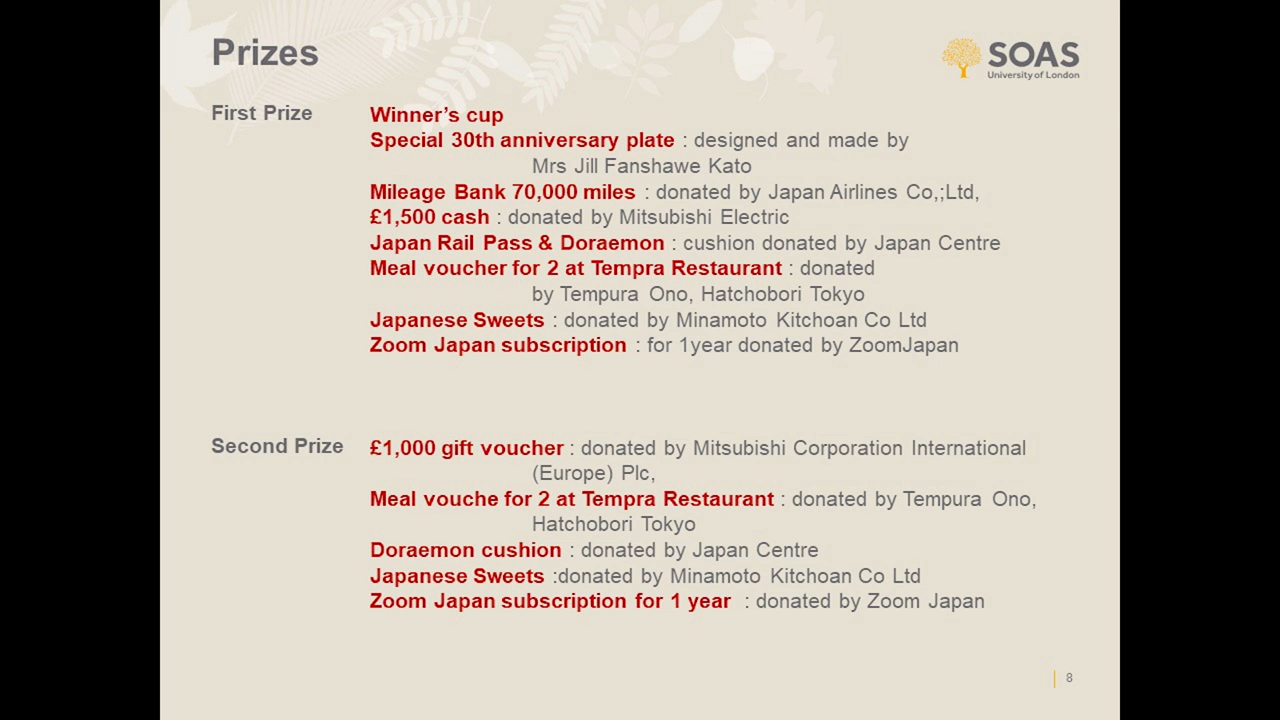 Prizes
SOAS
University of London
First Prize
Winner's cup
Special 30th anniversary plate : designed and made by
Mrs Jill Fanshawe Kato
Mileage Bank 70,000 miles : donated by Japan Airlines Co,;Ltd,
£1,500 cash : donated by Mitsubishi Electric
Japan Rail Pass & Doraemon : cushion donated by Japan Centre
Meal voucher for 2 at Tempra Restaurant : donated
by Tempura Ono, Hatchobori Tokyo
Japanese Sweets : donated by Minamoto Kitchoan Co Ltd
Zoom Japan subscription : for 1year donated by ZoomJapan
Second Prize
£1,000 gift voucher : donated by Mitsubishi Corporation International
(Europe) Plc,
Meal vouche for 2 at Tempra Restaurant : donated by Tempura Ono,
Hatchobori Tokyo
Doraemon cushion : donated by Japan Centre
Japanese Sweets :donated by Minamoto Kitchoan Co Ltd
Zoom Japan subscription for 1 year : donated by Zoom Japan
8